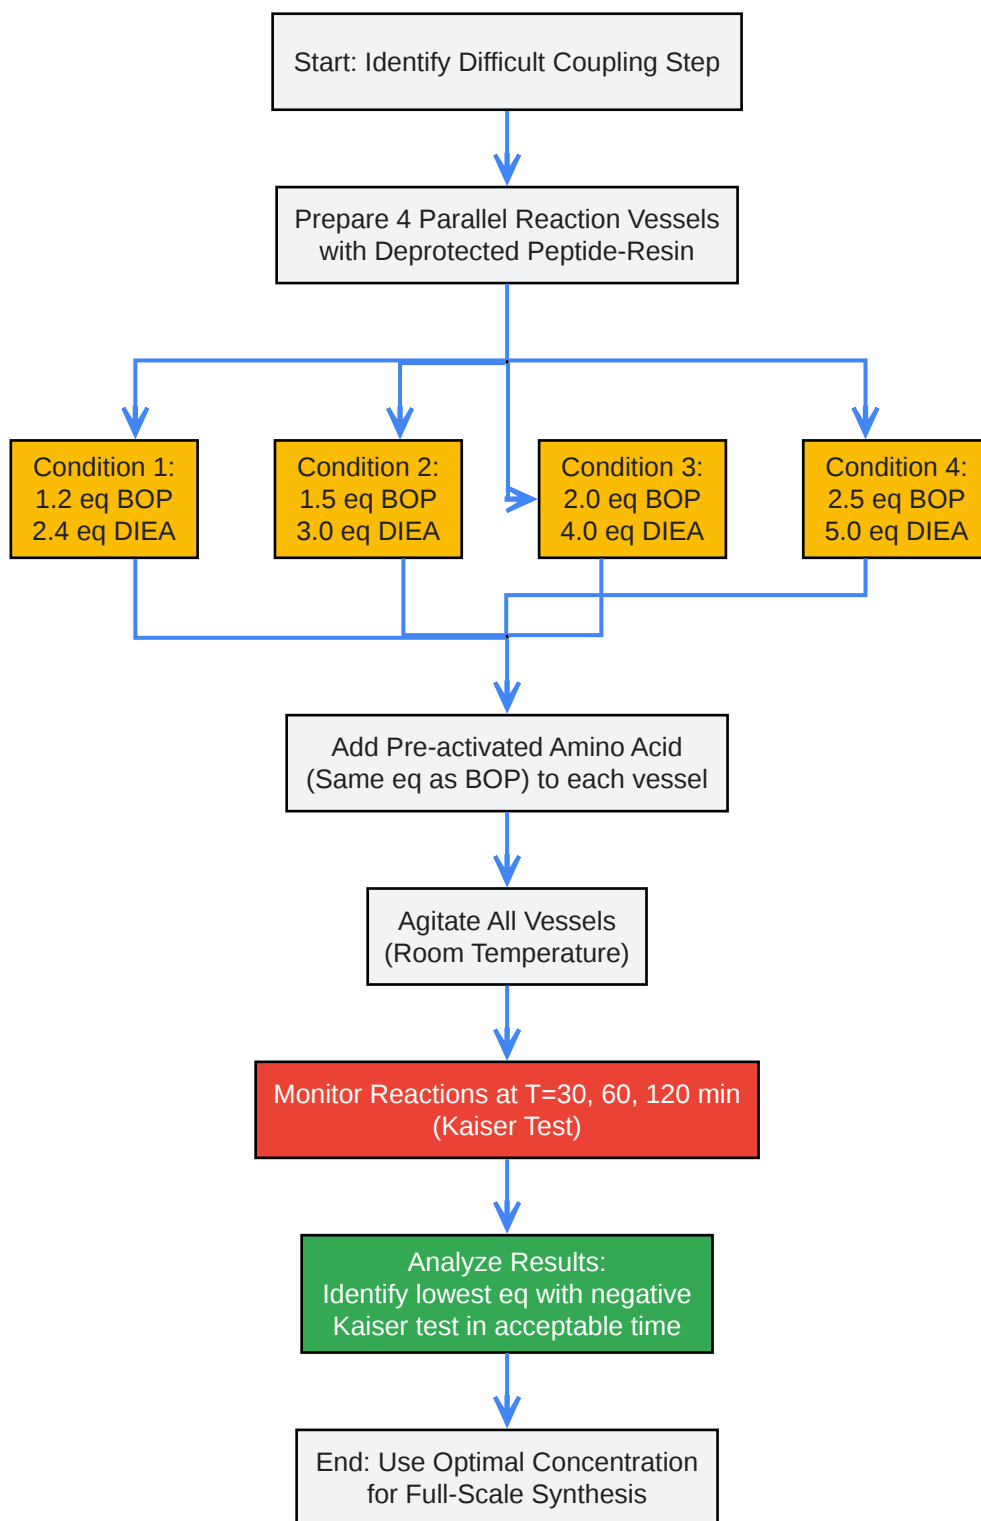 Start: Identify Difficult Coupling Step
Prepare 4 Parallel Reaction Vessels
with Deprotected Peptide-Resin
Condition 1:
1.2 eq BOP
2.4 eq DIEA
Condition 2:
1.5 eq BOP
3.0 eq DIEA
Condition 3:
2.0 eq BOP
4.0 eq DIEA
Condition 4:
2.5 eq BOP
5.0 eq DIEA
Add Pre-activated Amino Acid
(Same eq as BOP) to each vessel
Agitate All Vessels
(Room Temperature)
Monitor Reactions at T=30, 60, 120 min
(Kaiser Test)
Analyze Results:
Identify lowest eq with negative
Kaiser test in acceptable time
End: Use Optimal Concentration
for Full-Scale Synthesis